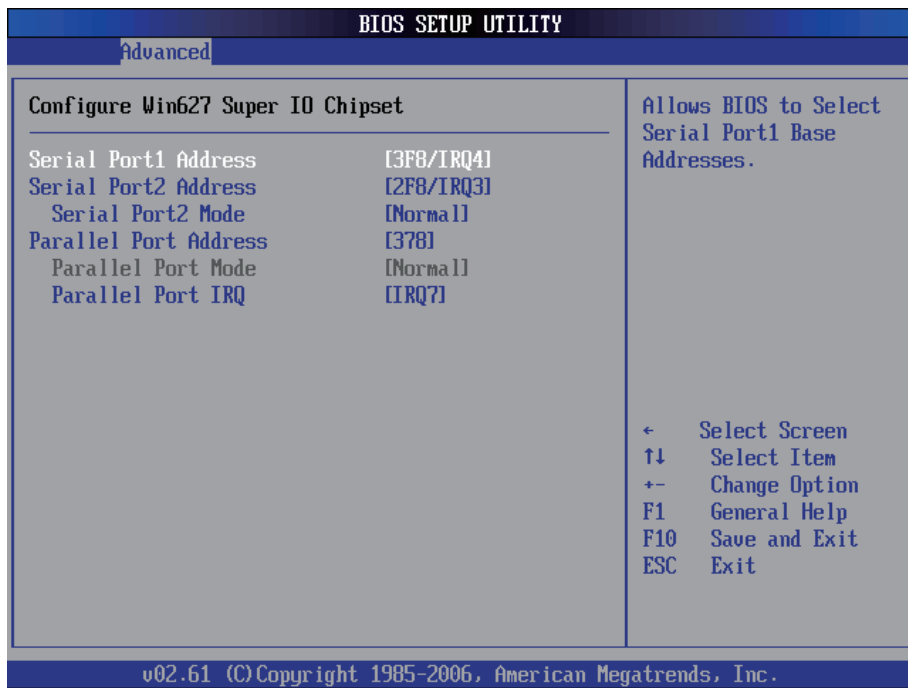 BIOS SETUP UTILITY
Advanced
Configure Win627 Super IO Chipset
Serial Port1 Address [3F8/IRQ4]
Serial Port2 Address [2F8/IRQ3]
Serial Port2 Mode [Normal]
Parallel Port Address [378]
Parallel Port Mode [Normal]
Parallel Port IRQ [IRQ7]
Allows BIOS to Select
Serial Port1 Base
Addresses.
← Select Screen
↑↓ Select Item
+- Change Option
F1 General Help
F10 Save and Exit
ESC Exit
v02.61 (C)Copyright 1985-2006, American Megatrends, Inc.